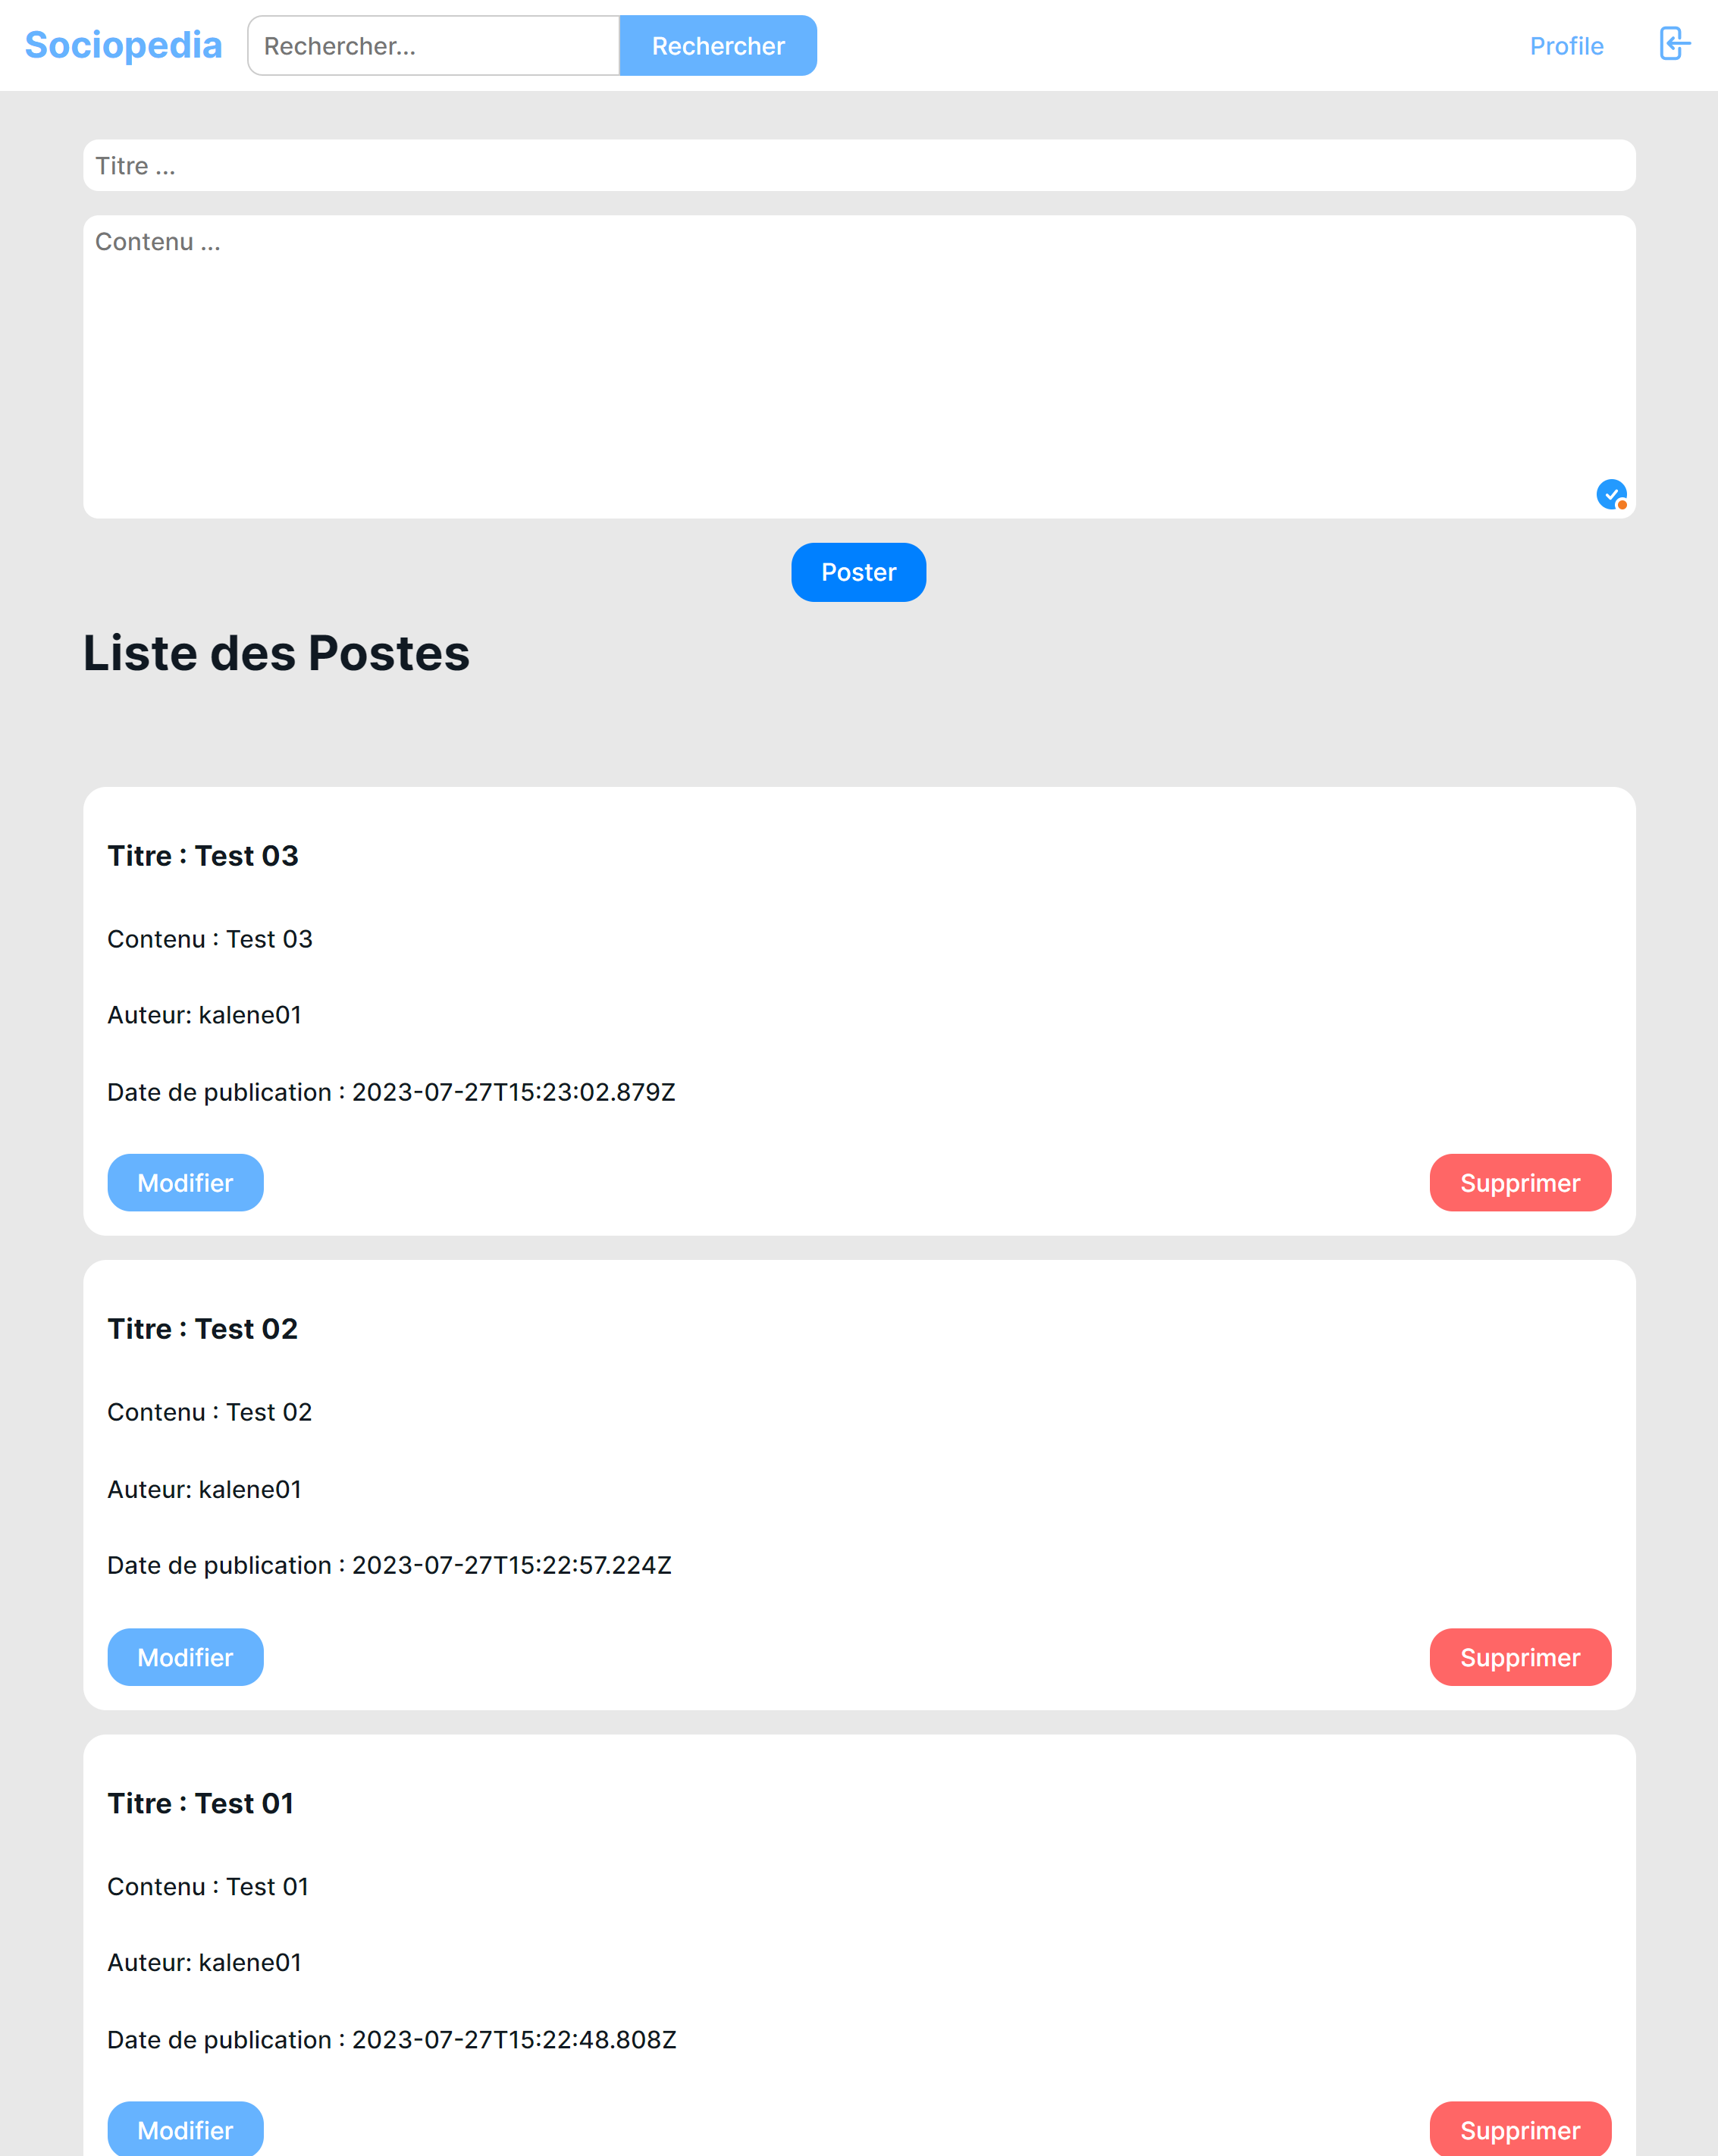 Sociopedia Rechercher... Rechercher Profile
Titre ...
Contenu ...
Poster
Liste des Postes
Titre : Test 03
Contenu : Test 03
Auteur: kalene01
Date de publication : 2023-07-27T15:23:02.879Z
Modifier Supprimer
Titre : Test 02
Contenu : Test 02
Auteur: kalene01
Date de publication : 2023-07-27T15:22:57.224Z
Modifier Supprimer
Titre : Test 01
Contenu : Test 01
Auteur: kalene01
Date de publication : 2023-07-27T15:22:48.808Z
Modifier Supprimer